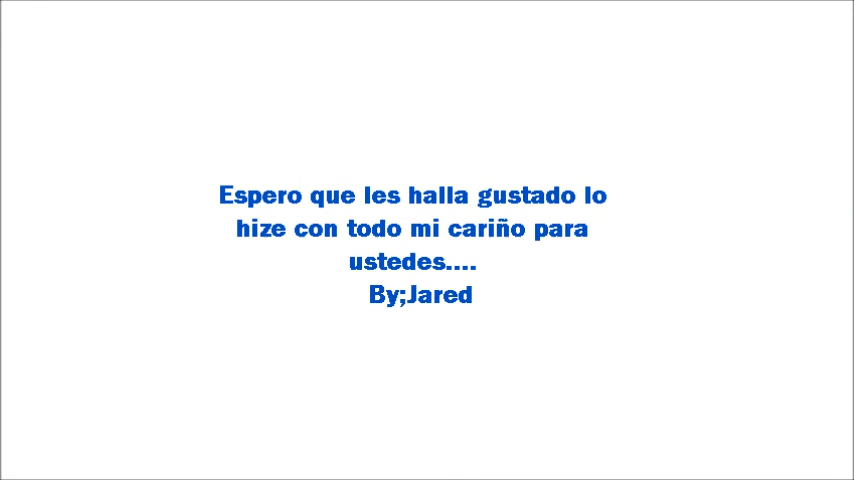 Espero que les halla gustado lo
hize con todo mi cariño para
ustedes....
By;Jared